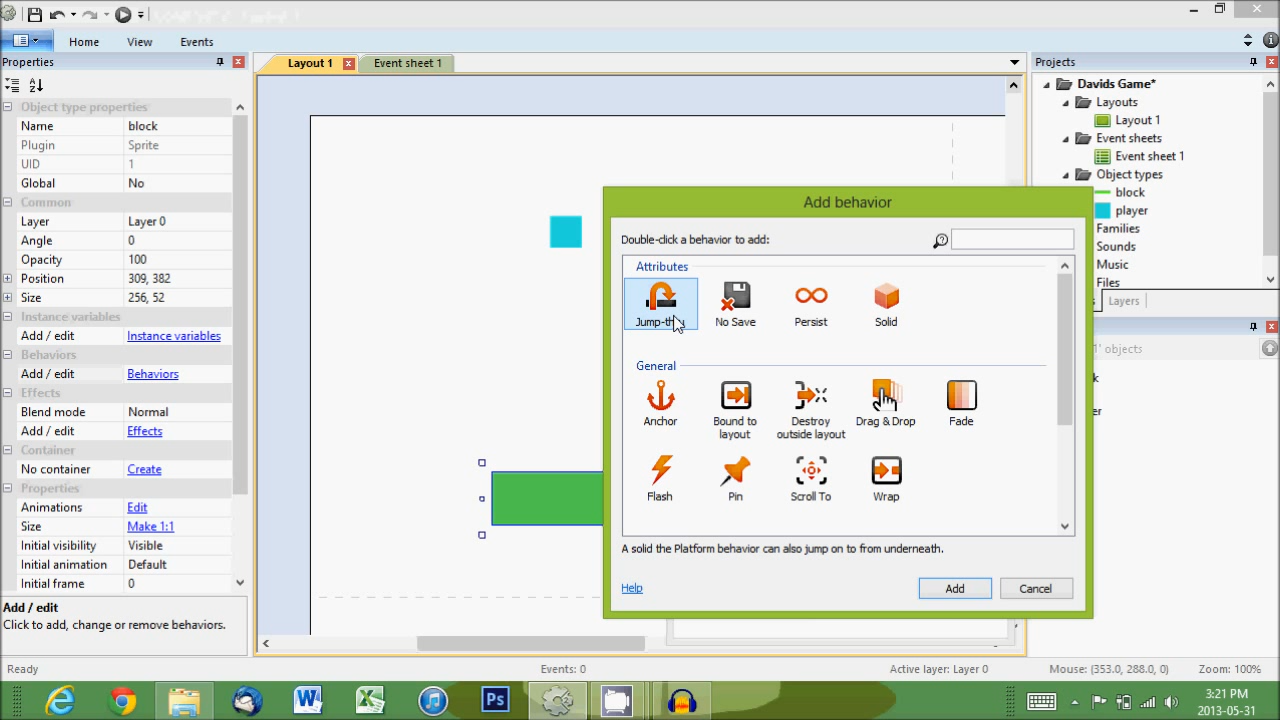 Home View Events
Properties
Object type properties
Name block
Plugin Sprite
UID 1
Global No
Common
Layer Layer 0
Angle 0
Opacity 100
Position 309, 382
Size 256, 52
Instance variables
Add / edit Instance variables
Behaviors
Add / edit Behaviors
Effects
Blend mode Normal
Add / edit Effects
Container
No container Create
Properties
Animations Edit
Size Make 1:1
Initial visibility Visible
Initial animation Default
Initial frame 0
Add / edit
Click to add, change or remove behaviors.
Layout 1 Event sheet 1
Add behavior
Double-click a behavior to add:
Attributes
No Save Persist Solid
General
Anchor Bound to layout Destroy outside layout Drag & Drop Fade
Flash Pin Scroll To Wrap
A solid the Platform behavior can also jump on to from underneath.
Help Add Cancel
Projects
Davids Game*
Layouts
Layout 1
Event sheets
Event sheet 1
Object types
block
player
Families
Sounds
Music
Files
Layers
objects
Ready Events: 0 Active layer: Layer 0 Mouse: (353.0, 288.0, 0) Zoom: 100%
Ps
3:21 PM
2013-05-31